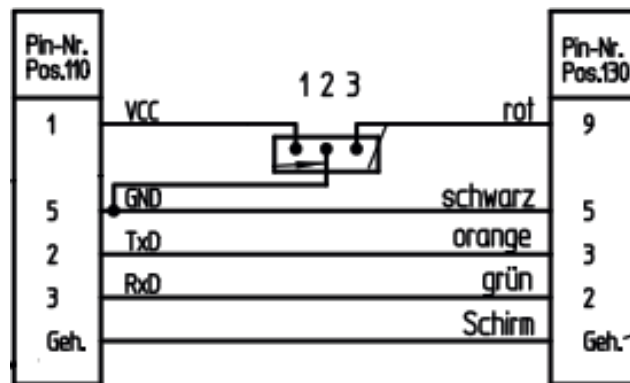 Pin-Nr.
Pos.110
Pin-Nr.
Pos.130
1 2 3
1 VCC rot 9
5 GND schwarz 5
2 TxD orange 3
3 RxD grün 2
Geh. Schirm Geh.